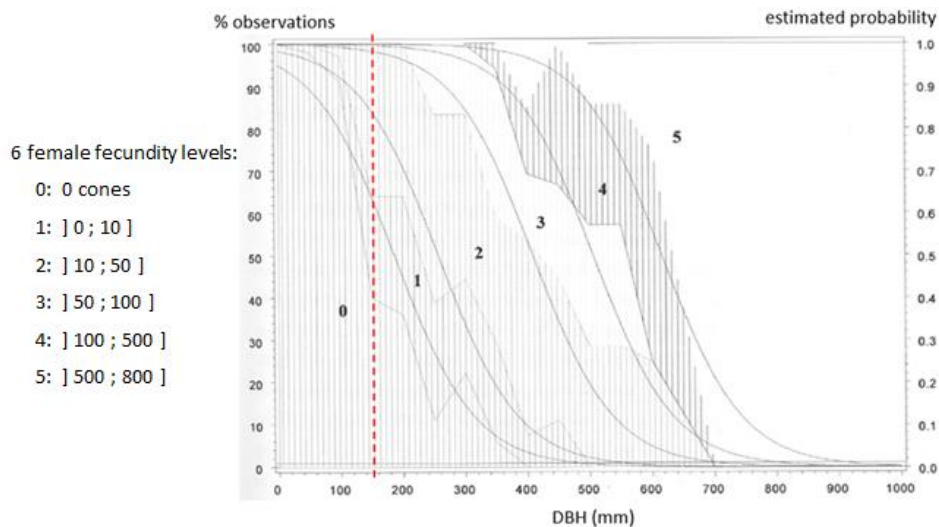 % observations
estimated probability
6 female fecundity levels:
0: 0 cones
1: ] 0 ; 10 ]
2: ] 10 ; 50 ]
3: ] 50 ; 100 ]
4: ] 100 ; 500 ]
5: ] 500 ; 800 ]
100
90
80
70
60
50
40
30
20
10
0
0
1
2
3
4
5
1.0
0.9
0.8
0.7
0.6
0.5
0.4
0.3
0.2
0.1
0.0
0 100 200 300 400 500 600 700 800 900 1000
DBH (mm)